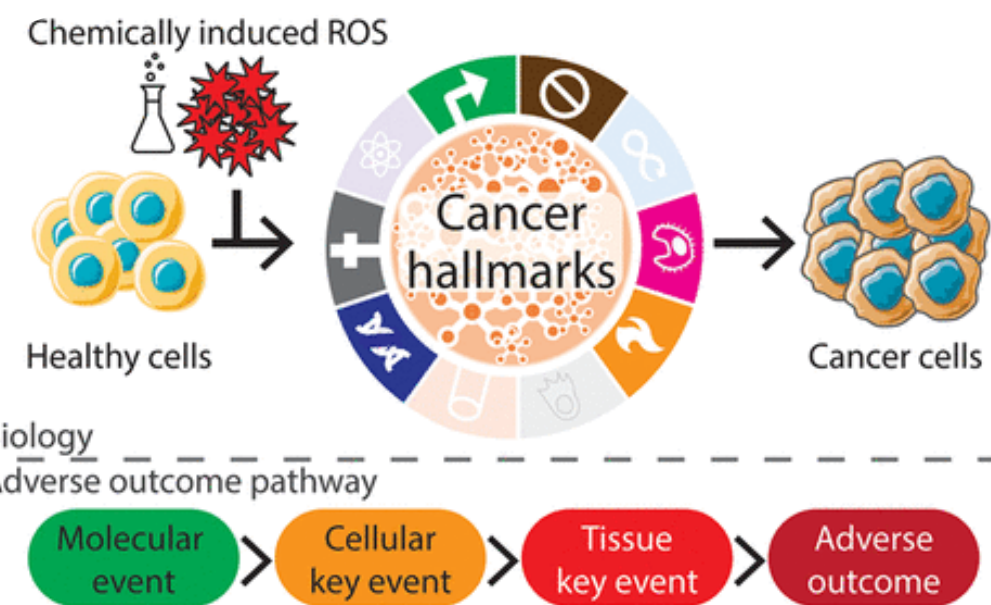 Chemically induced ROS
Cancer
hallmarks
Healthy cells
Cancer cells
iology
Adverse outcome pathway
Molecular
event
Cellular
key event
Tissue
key event
Adverse
outcome